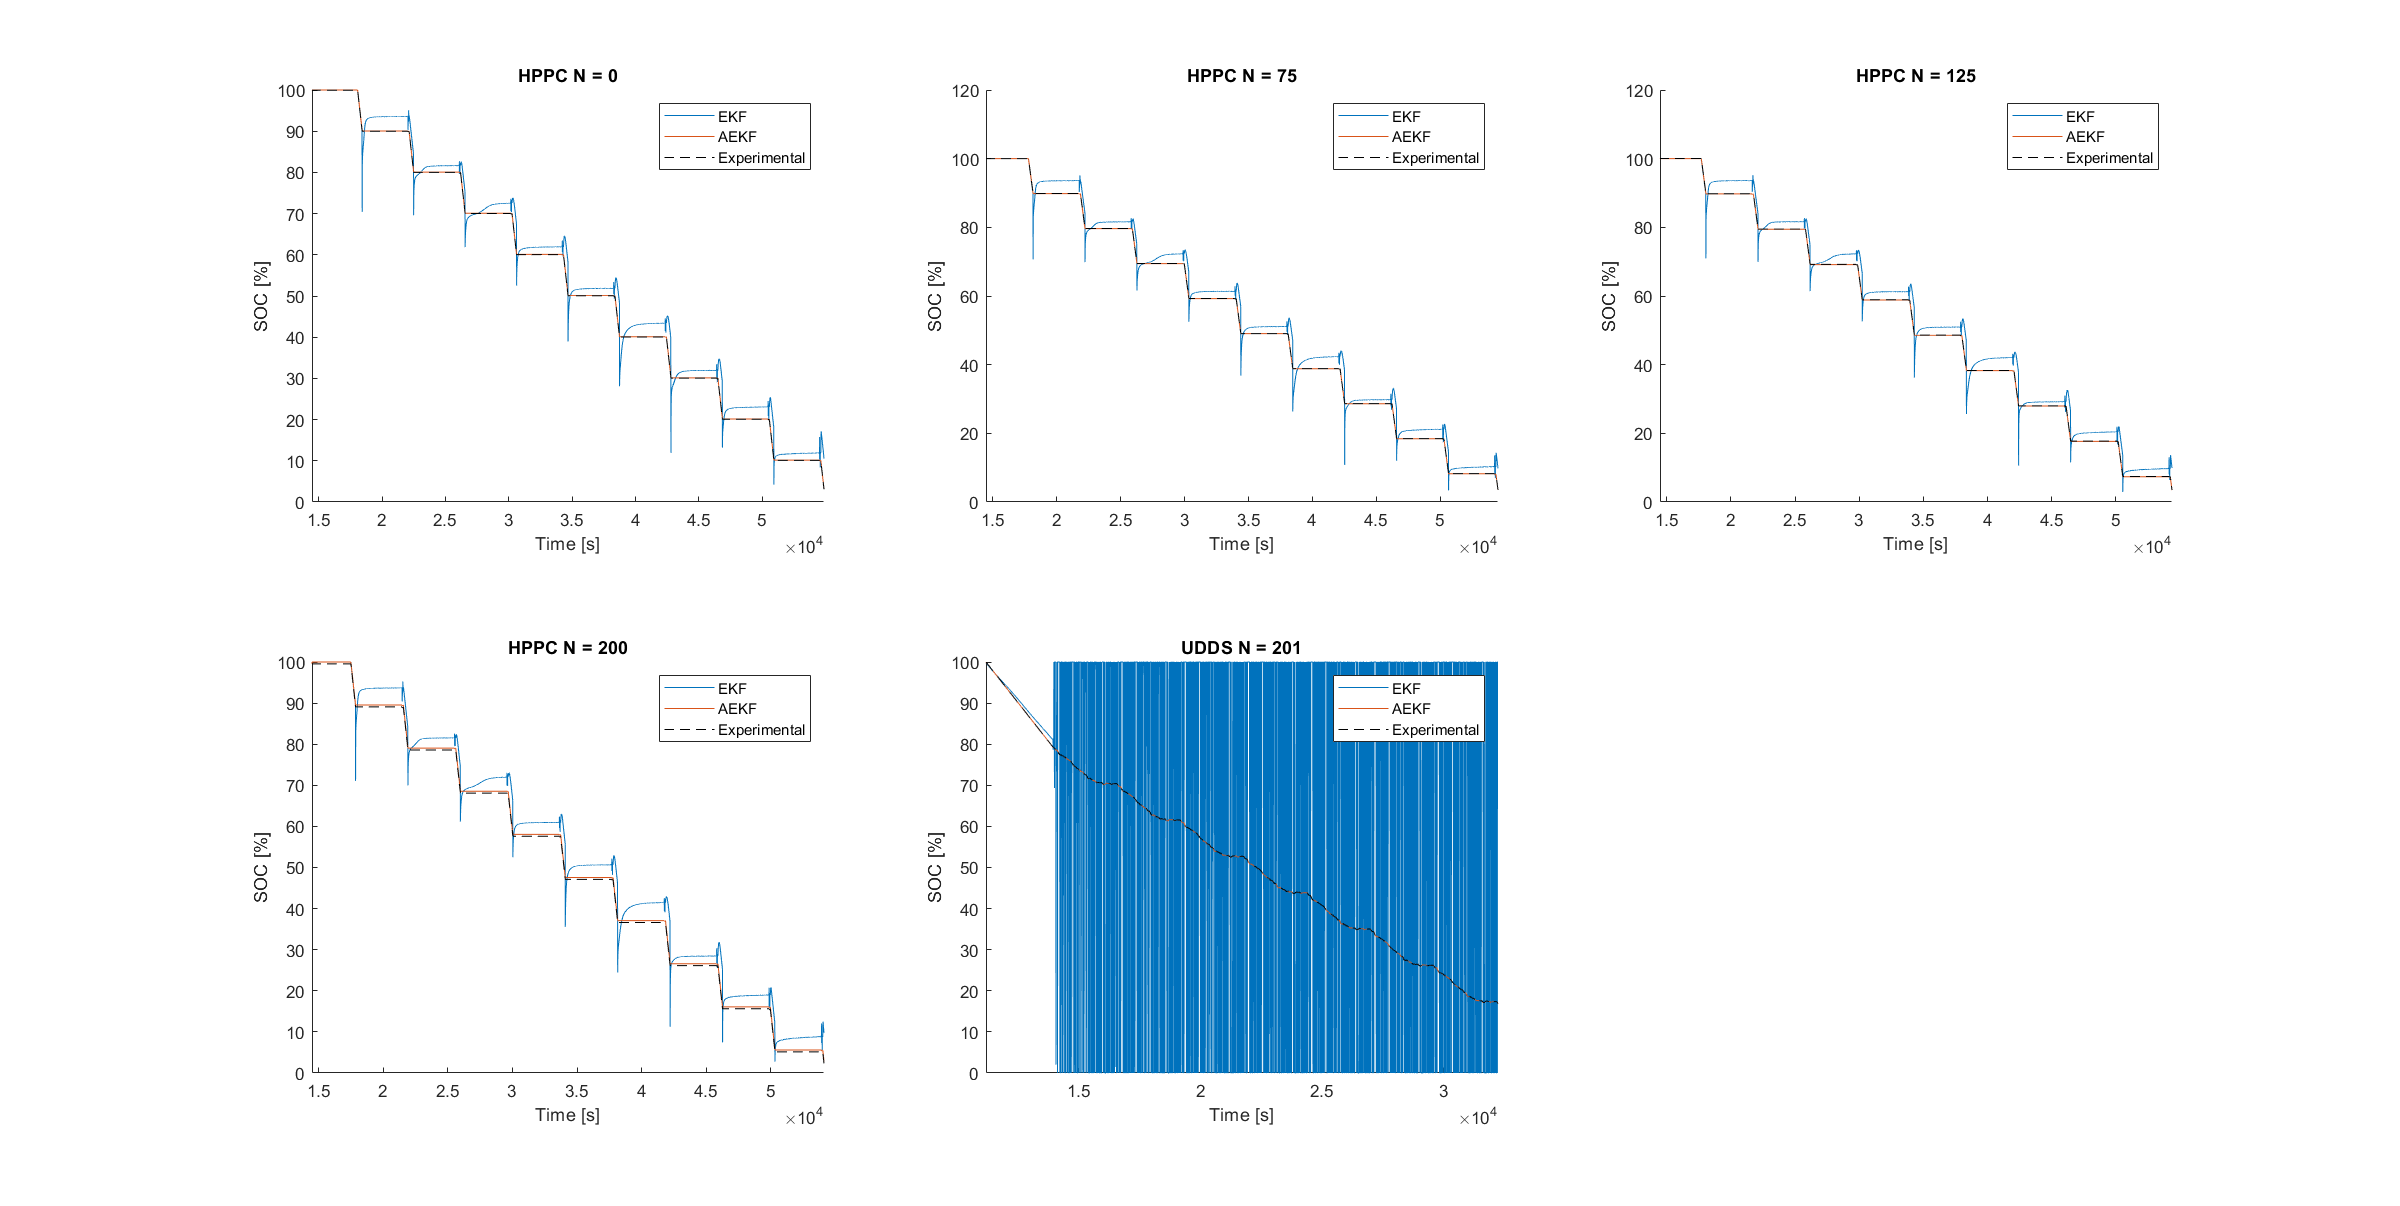 HPPC N = 0
100
90
80
70
60
50
40
30
20
10
0
SOC [%]
EKF
AEKF
Experimental
1.5 2 2.5 3 3.5 4 4.5 5
Time [s]
×10^4
HPPC N = 75
120
100
80
60
40
20
0
SOC [%]
EKF
AEKF
Experimental
1.5 2 2.5 3 3.5 4 4.5 5
Time [s]
×10^4
HPPC N = 125
120
100
80
60
40
20
0
SOC [%]
EKF
AEKF
Experimental
1.5 2 2.5 3 3.5 4 4.5 5
Time [s]
×10^4
HPPC N = 200
100
90
80
70
60
50
40
30
20
10
0
SOC [%]
EKF
AEKF
Experimental
1.5 2 2.5 3 3.5 4 4.5 5
Time [s]
×10^4
UDDS N = 201
100
90
80
70
60
50
40
30
20
10
0
SOC [%]
EKF
AEKF
Experimental
1.5 2 2.5 3
Time [s]
×10^4